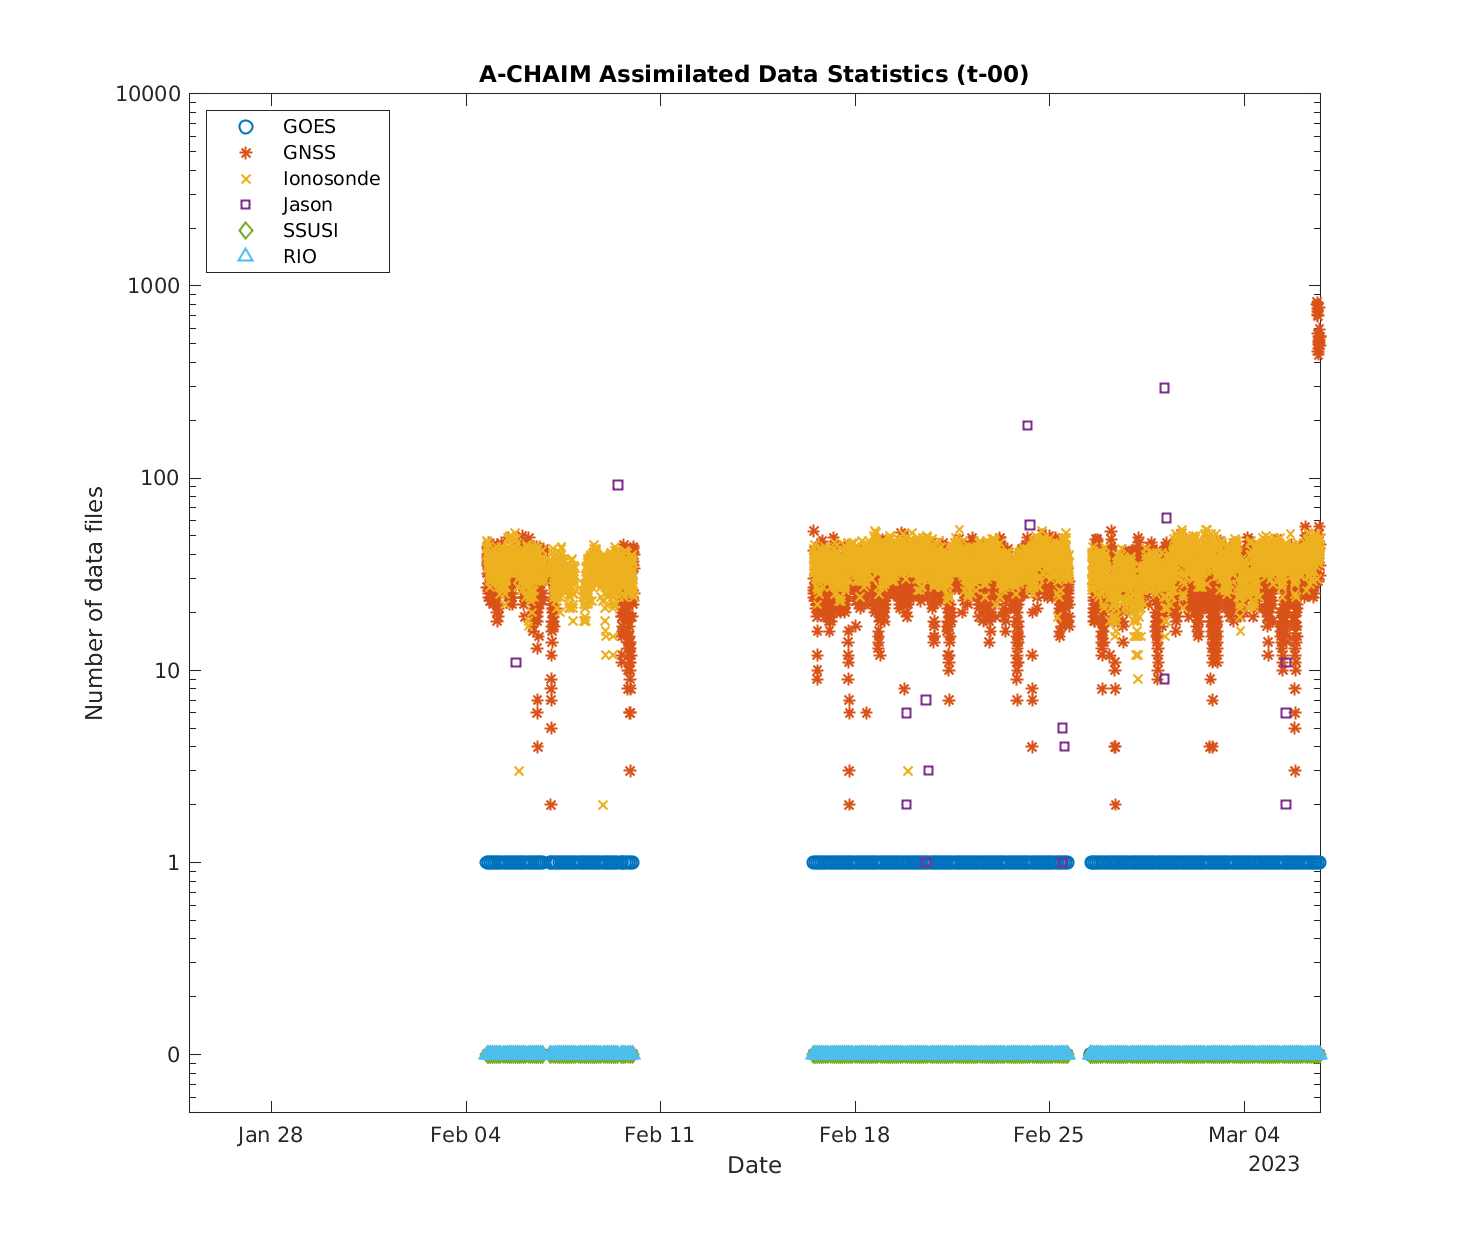 A-CHAIM Assimilated Data Statistics (t-00)
10000
1000
100
10
1
0
Number of data files
GOES
GNSS
Ionosonde
Jason
SSUSI
RIO
Jan 28
Feb 04
Feb 11
Feb 18
Feb 25
Mar 04
Date
2023